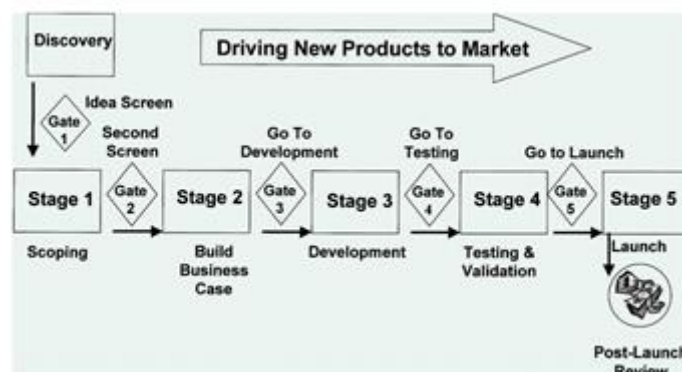 Discovery
Driving New Products to Market
Idea Screen
Gate
1
Second
Screen
Go To
Development
Go To
Testing
Go to Launch
Stage 1
Gate
2
Stage 2
Gate
3
Stage 3
Gate
4
Stage 4
Gate
5
Stage 5
Scoping
Build
Business
Case
Development
Testing &
Validation
Launch
Post-Launch
Review